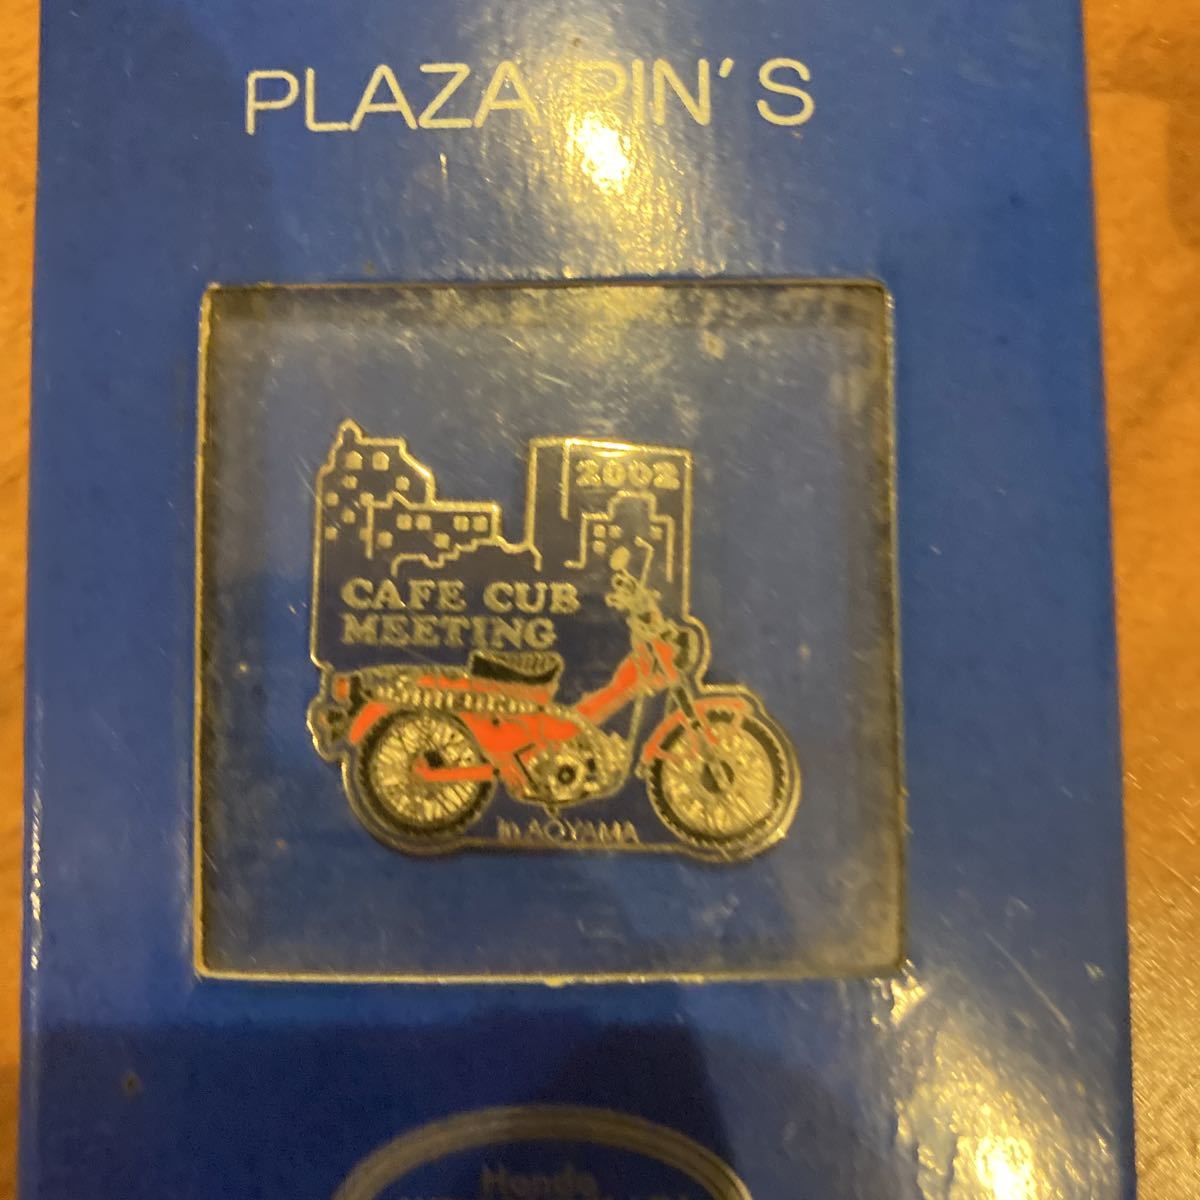 PLAZA PIN'S
2002
CAFE CUB
MEETING
in AOYAMA
Honda